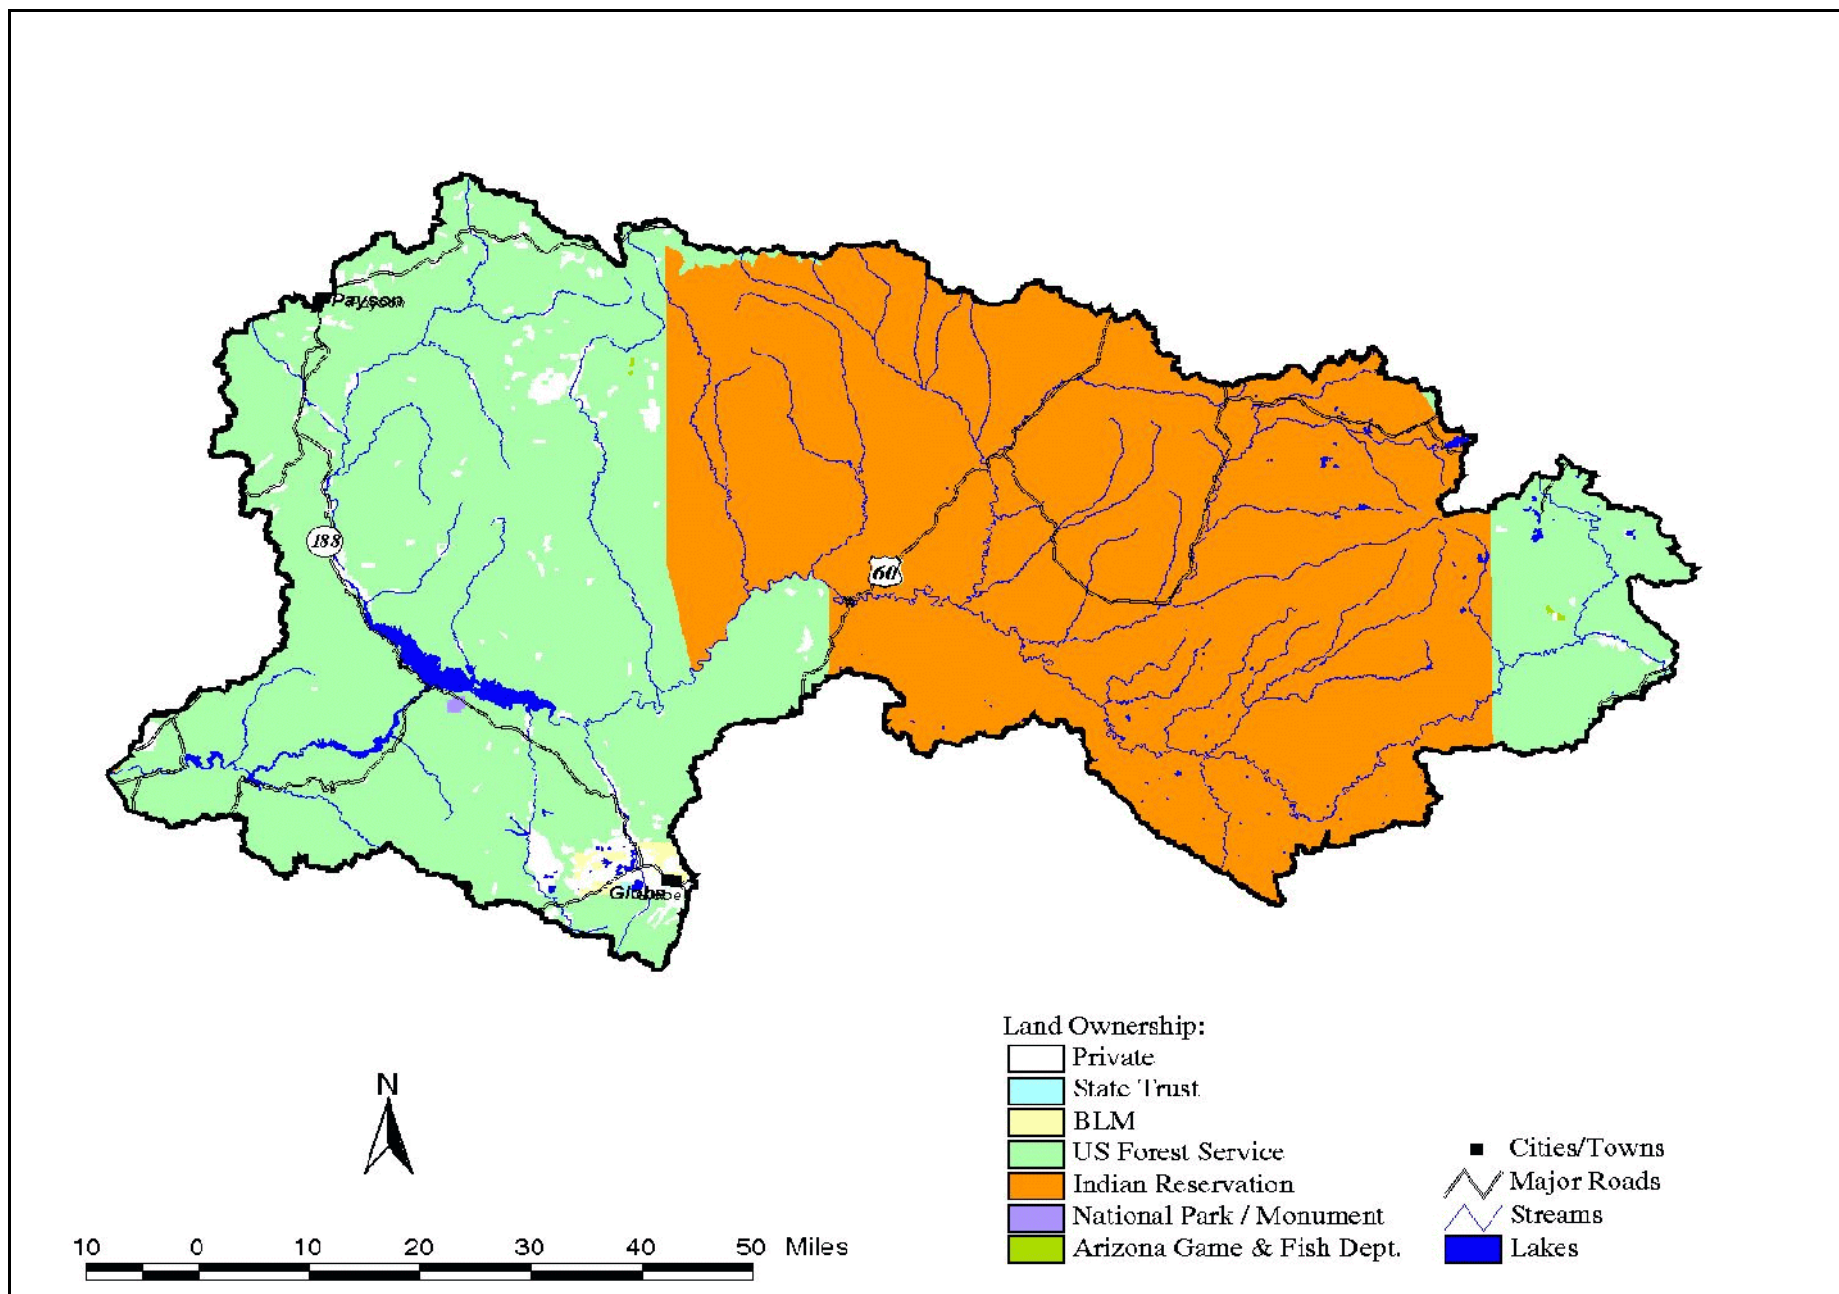 Payson
188
60
Globe
Land Ownership:
Private
State Trust
BLM
US Forest Service
Indian Reservation
National Park / Monument
Arizona Game & Fish Dept.
Cities/Towns
Major Roads
Streams
Lakes
N
10 0 10 20 30 40 50 Miles